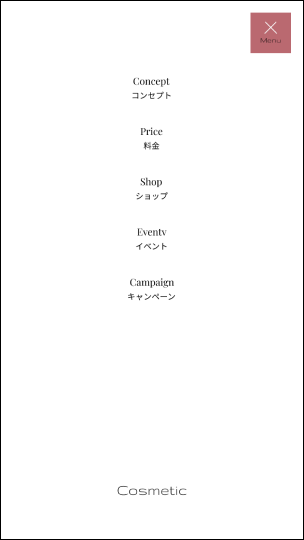 Menu
Concept
コンセプト
Price
料金
Shop
ショップ
Eventv
イベント
Campaign
キャンペーン
Cosmetic